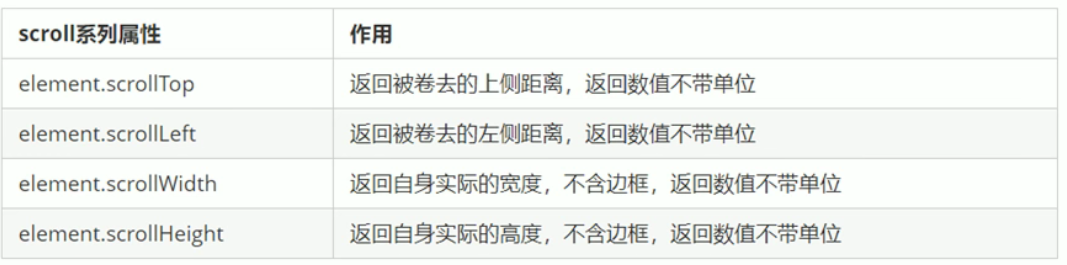 scroll系列属性 作用
element.scrollTop 返回被卷去的上侧距离，返回数值不带单位
element.scrollLeft 返回被卷去的左侧距离，返回数值不带单位
element.scrollWidth 返回自身实际的宽度，不含边框，返回数值不带单位
element.scrollHeight 返回自身实际的高度，不含边框，返回数值不带单位